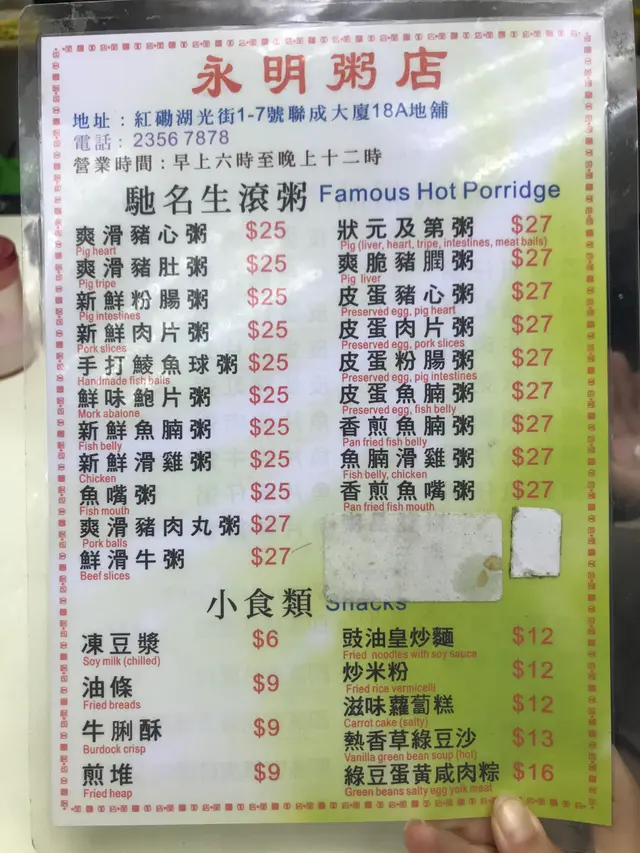 永明粥店
地址：紅磡湖光街1-7號聯成大廈18A地舖
電話：2356 7878
營業時間：早上六時至晚上十二時
馳名生滾粥 Famous Hot Porridge
爽滑豬心粥 $25
Pig heart
爽滑豬肚粥 $25
Pig tripe
新鮮粉腸粥 $25
Pig intestines
新鮮肉片粥 $25
Pork slices
手打鯪魚球粥 $25
Handmade fish balls
鮮味鮑片粥 $25
Mork abalone
新鮮魚腩粥 $25
Fish belly
新鮮滑雞粥 $25
Chicken
魚嘴粥 $25
Fish mouth
爽滑豬肉丸粥 $27
Pork balls
鮮滑牛粥 $27
Beef slices
狀元及第粥 $27
Pig (liver, heart, tripe, intestines, meat balls)
爽脆豬膶粥 $27
Pig liver
皮蛋豬心粥 $27
Preserved egg, pig heart
皮蛋肉片粥 $27
Preserved egg, pork slices
皮蛋粉腸粥 $27
Preserved egg, pig intestines
皮蛋魚腩粥 $27
Preserved egg, fish belly
香煎魚腩粥 $27
Pan fried fish belly
魚腩滑雞粥 $27
Fish belly, chicken
香煎魚嘴粥 $27
Pan fried fish mouth
小食類 Snacks
凍豆漿 $6
Soy milk (chilled)
油條 $9
Fried breads
牛脷酥 $9
Burdock crisp
煎堆 $9
Fried heap
豉油皇炒麵 $12
Fried noodles with soy sauce
炒米粉 $12
Fried rice vermicelli
滋味蘿蔔糕 $12
Carrot cake (salty)
熱香草綠豆沙 $13
Vanilla green bean soup (hot)
綠豆蛋黃咸肉粽 $16
Green beans salty egg york meat